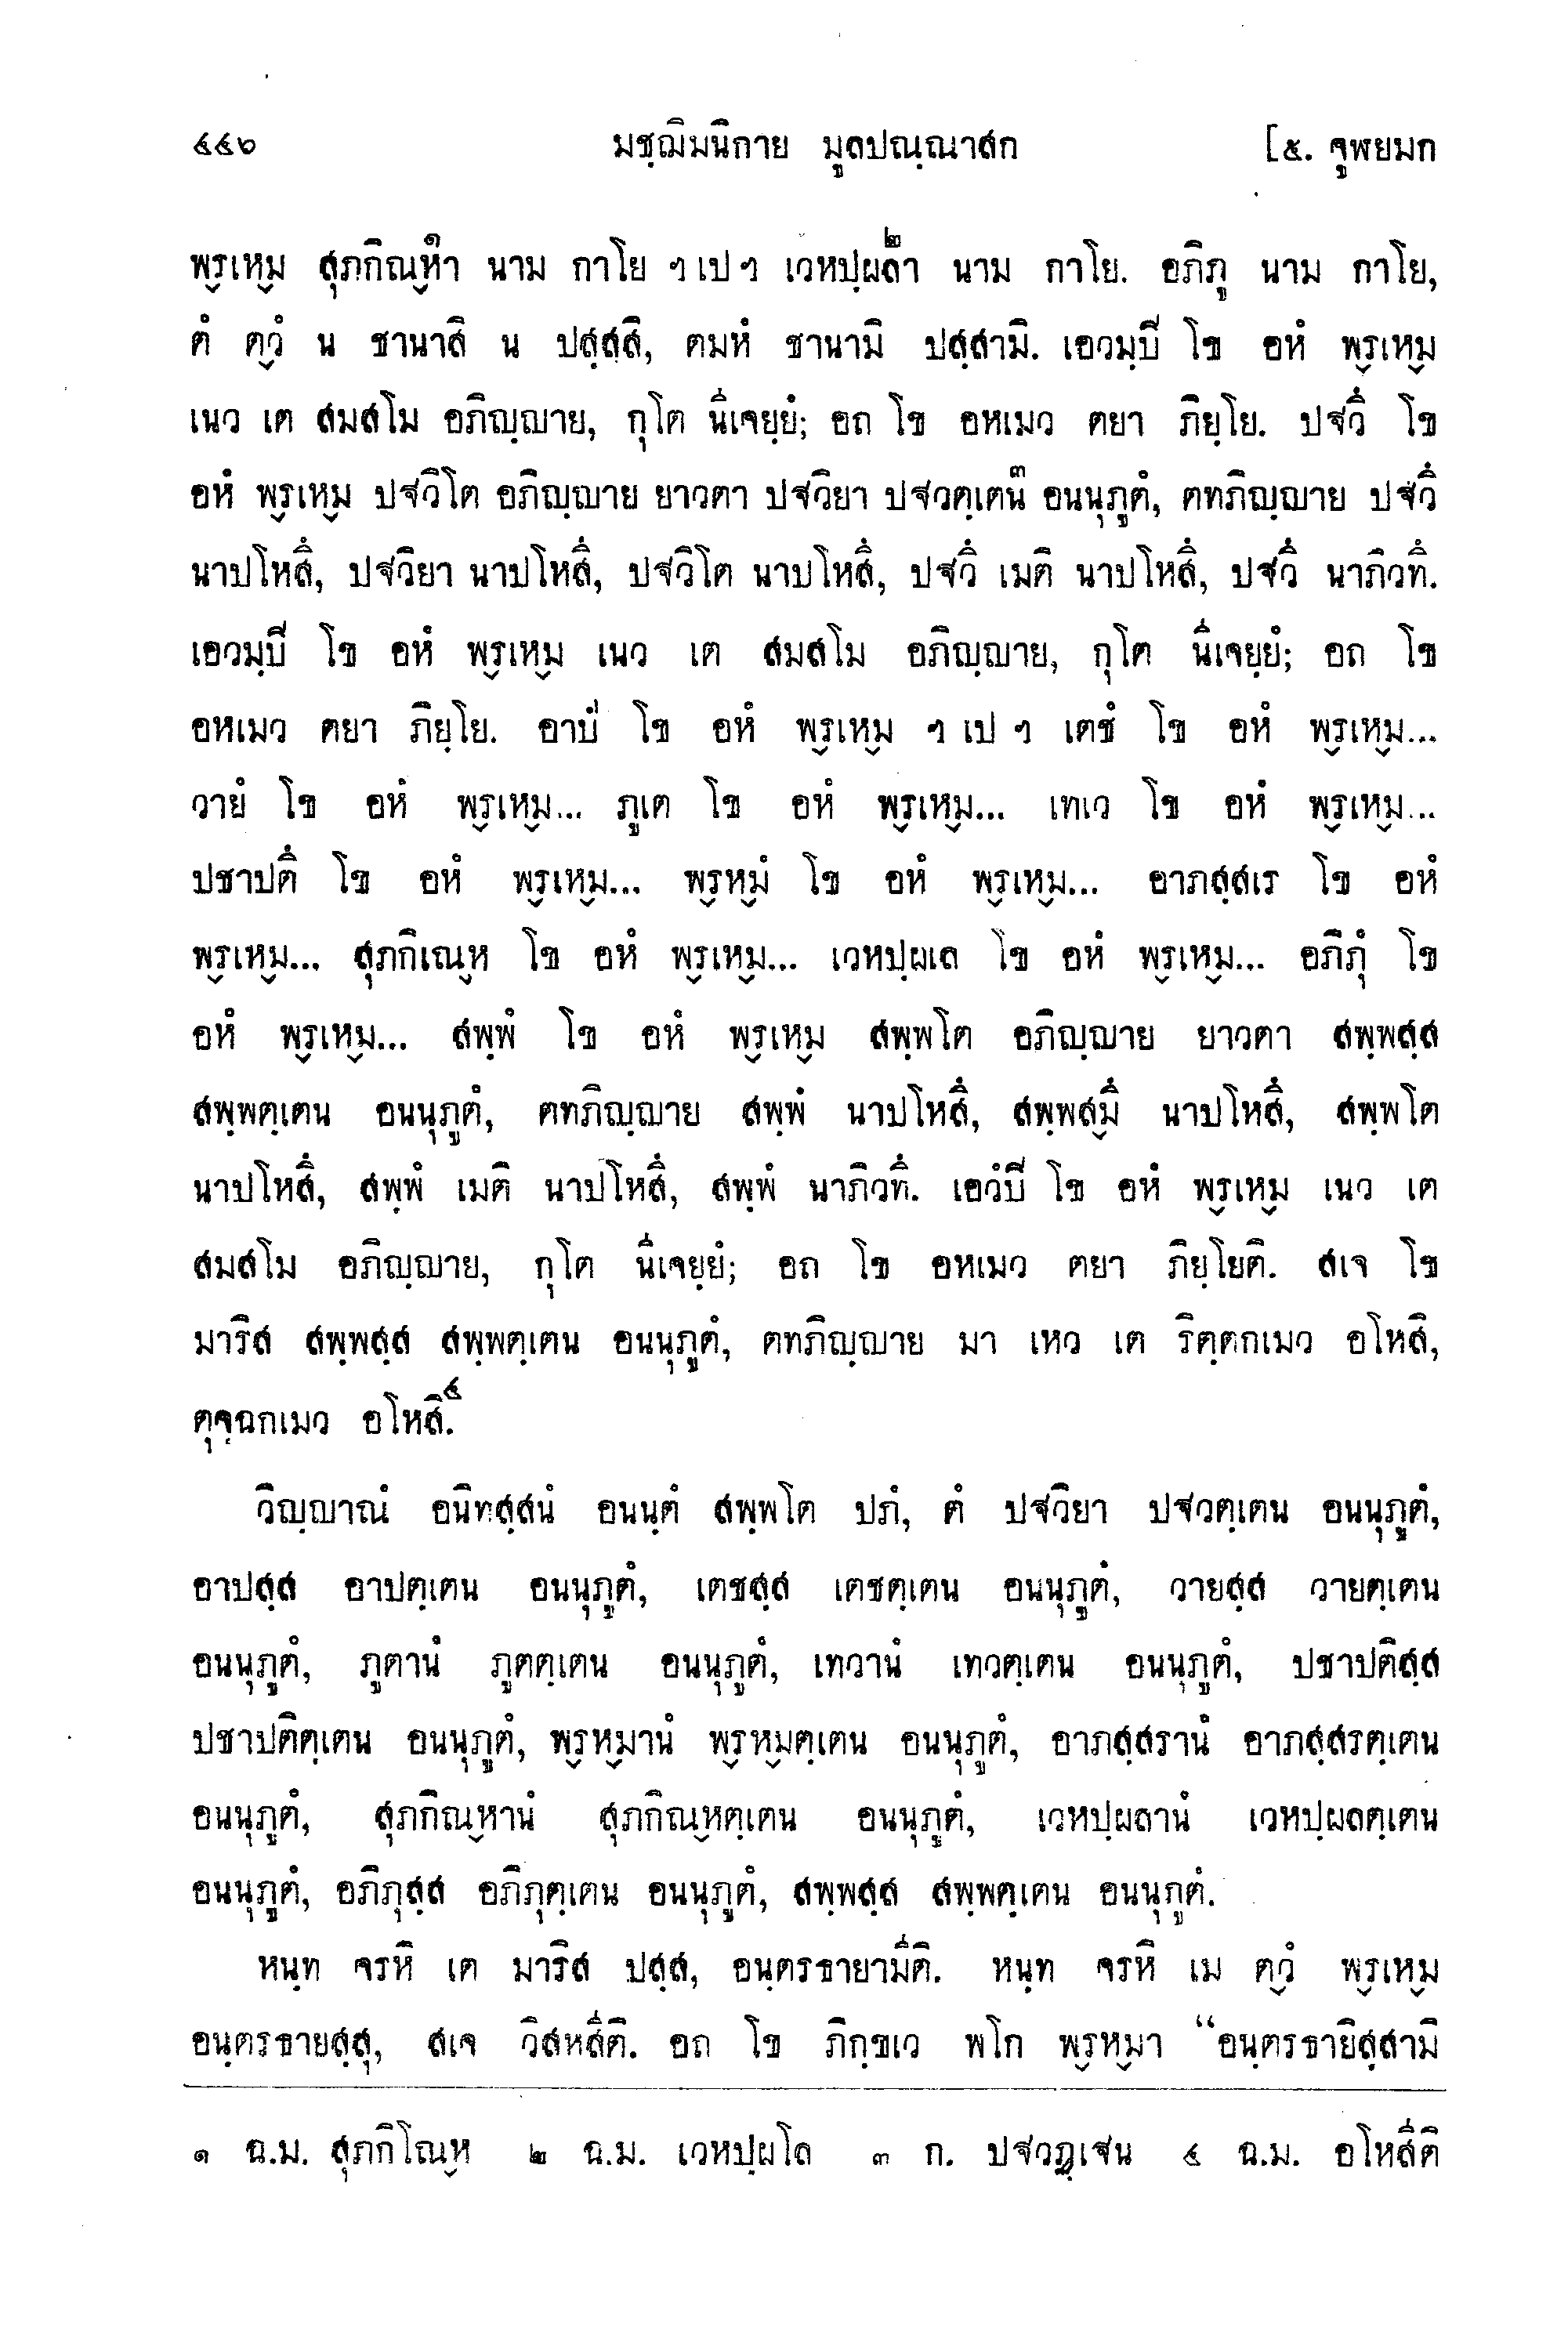 ๔๔๖ มชฺฌิมนิกาย มูลปณฺณาสก [๕. จูฬยมก
พฺรเหฺม สุภกิณฺหา๑ นาม กาโย ฯ เป ฯ เวหปฺผลา๒ นาม กาโย. อภิภู นาม กาโย,
ตํ ตฺวํ น ชานาสิ น ปสฺสสิ, ตมหํ ชานามิ ปสฺสามิ. เอวมฺปิ โข อหํ พฺรเหฺม
เนว เต สมสโม อภิญฺญาย, กุโต นีเจยฺยํ; อถ โข อหเมว ตยา ภิยฺโย. ปฐวึ โข
อหํ พฺรเหฺม ปฐวิโต อภิญฺญาย ยาวตา ปฐวิยา ปฐวตฺเตน๓ อนนุภูตํ, ตทภิญฺญาย ปฐวึ
นาปโหสึ, ปฐวิยา นาปโหสึ, ปฐวิโต นาปโหสึ, ปฐวึ เมติ นาปโหสึ, ปฐวึ นาภิวทึ.
เอวมฺปิ โข อหํ พฺรเหฺม เนว เต สมสโม อภิญฺญาย, กุโต นีเจยฺยํ; อถ โข
อหเมว ตยา ภิยฺโย. อาปํ โข อหํ พฺรเหฺม ฯ เป ฯ เตชํ โข อหํ พฺรเหฺม...
วายํ โข อหํ พฺรเหฺม... ภูเต โข อหํ พฺรเหฺม... เทเว โข อหํ พฺรเหฺม...
ปชาปตึ โข อหํ พฺรเหฺม... พฺรหฺมํ โข อหํ พฺรเหฺม... อาภสฺสเร โข อหํ
พฺรเหฺม... สุภกิเณฺห โข อหํ พฺรเหฺม... เวหปฺผเล โข อหํ พฺรเหฺม... อภิภุํ โข
อหํ พฺรเหฺม... สพฺพํ โข อหํ พฺรเหฺม สพฺพโต อภิญฺญาย ยาวตา สพฺพสฺส
สพฺพตฺเตน อนนุภูตํ, ตทภิญฺญาย สพฺพํ นาปโหสึ, สพฺพสฺมึ นาปโหสึ, สพฺพโต
นาปโหสึ, สพฺพํ เมติ นาปโหสึ, สพฺพํ นาภิวทึ. เอวํปิ โข อหํ พฺรเหฺม เนว เต
สมสโม อภิญฺญาย, กุโต นีเจยฺยํ; อถ โข อหเมว ตยา ภิยฺโยติ. สเจ โข
มาริส สพฺพสฺส สพฺพตฺเตน อนนุภูตํ, ตทภิญฺญาย มา เหว เต ริตฺตกเมว อโหสิ,
ตุจฺฉกเมว อโหสิ.๔
วิญฺญาณํ อนิทสฺสนํ อนนฺตํ สพฺพโต ปภํ, ตํ ปฐวิยา ปฐวตฺเตน อนนุภูตํ,
อาปสฺส อาปตฺเตน อนนุภูตํ, เตชสฺส เตชตฺเตน อนนุภูตํ, วายสฺส วายตฺเตน
อนนุภูตํ, ภูตานํ ภูตตฺเตน อนนุภูตํ, เทวานํ เทวตฺเตน อนนุภูตํ, ปชาปติสฺส
ปชาปติตฺเตน อนนุภูตํ, พฺรหฺมานํ พฺรหฺมตฺเตน อนนุภูตํ, อาภสฺสรานํ อาภสฺสรตฺเตน
อนนุภูตํ, สุภกิณฺหานํ สุภกิณฺหตฺเตน อนนุภูตํ, เวหปฺผลานํ เวหปฺผลตฺเตน
อนนุภูตํ, อภิภุสฺส อภิภุตฺเตน อนนุภูตํ, สพฺพสฺส สพฺพตฺเตน อนนุภูตํ.
หนฺท จรหิ เต มาริส ปสฺส, อนฺตรธายามีติ. หนฺท จรหิ เม ตฺวํ พฺรเหฺม
อนฺตรธายสฺสุ, สเจ วิสหสีติ. อถ โข ภิกฺขเว พโก พฺรหฺมา “อนฺตรธายิสฺสามิ
๑ ฉ.ม. สุภกิโณฺห ๒ ฉ.ม. เวหปฺผโล ๓ ก. ปฐวฏฺเฐน ๔ ฉ.ม. อโหสีติ